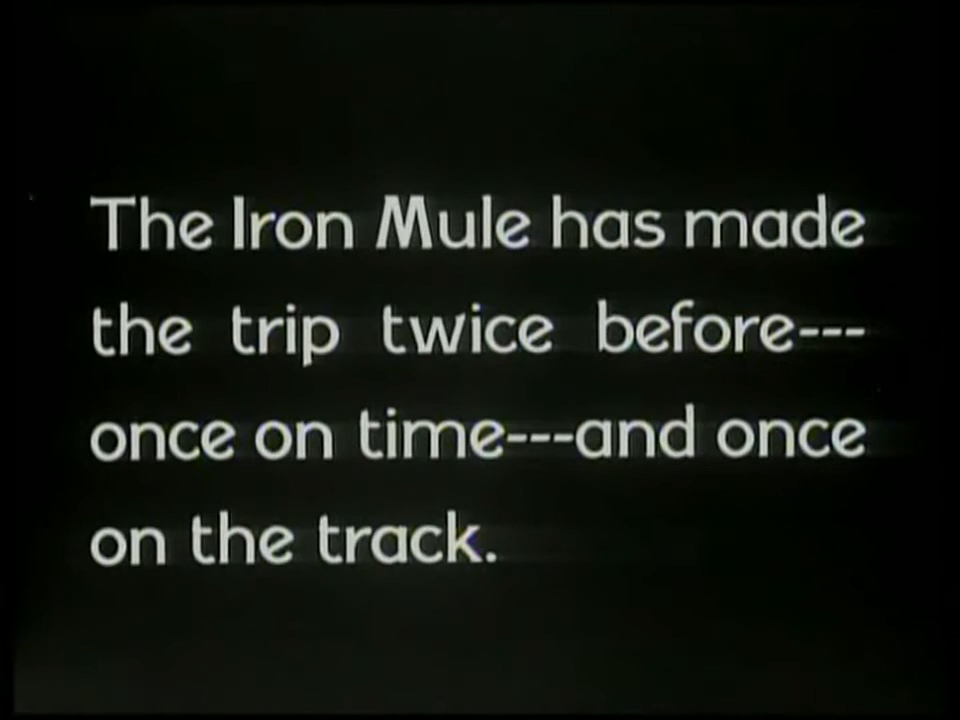 The Iron Mule has made
the trip twice before---
once on time---and once
on the track.